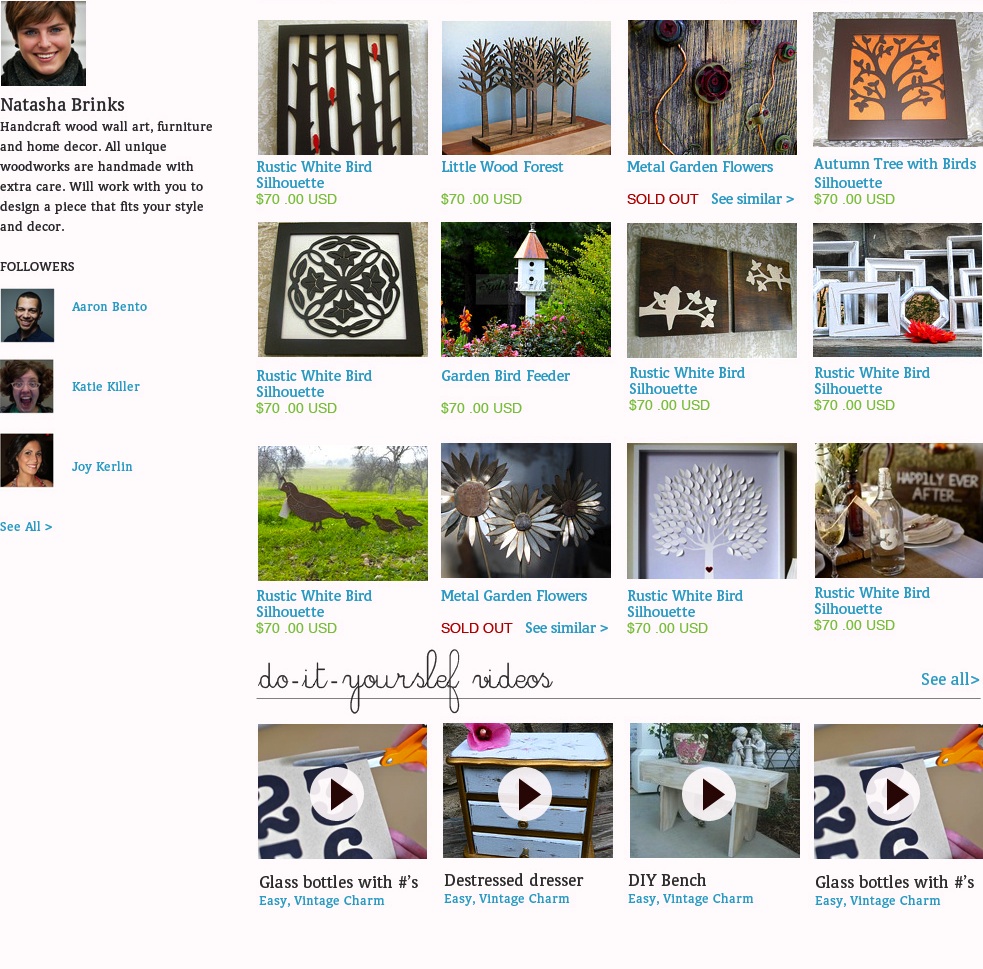 Natasha Brinks
Handcraft wood wall art, furniture
and home decor. All unique
woodworks are handmade with
extra care. Will work with you to
design a piece that fits your style
and decor.
FOLLOWERS
Aaron Bento
Katie Killer
Joy Kerlin
See All >
Rustic White Bird
Silhouette
$70 .00 USD
Little Wood Forest
$70 .00 USD
Metal Garden Flowers
SOLD OUT See similar >
Autumn Tree with Birds
Silhouette
$70 .00 USD
Rustic White Bird
Silhouette
$70 .00 USD
Garden Bird Feeder
$70 .00 USD
Rustic White Bird
Silhouette
$70 .00 USD
Rustic White Bird
Silhouette
$70 .00 USD
Rustic White Bird
Silhouette
$70 .00 USD
Metal Garden Flowers
SOLD OUT See similar >
Rustic White Bird
Silhouette
$70 .00 USD
HAPPILY EVER
AFTER...
3
Rustic White Bird
Silhouette
$70 .00 USD
do-it-yourslef videos
See all>
Glass bottles with #'s
Easy, Vintage Charm
Destressed dresser
Easy, Vintage Charm
DIY Bench
Easy, Vintage Charm
Glass bottles with #'s
Easy, Vintage Charm